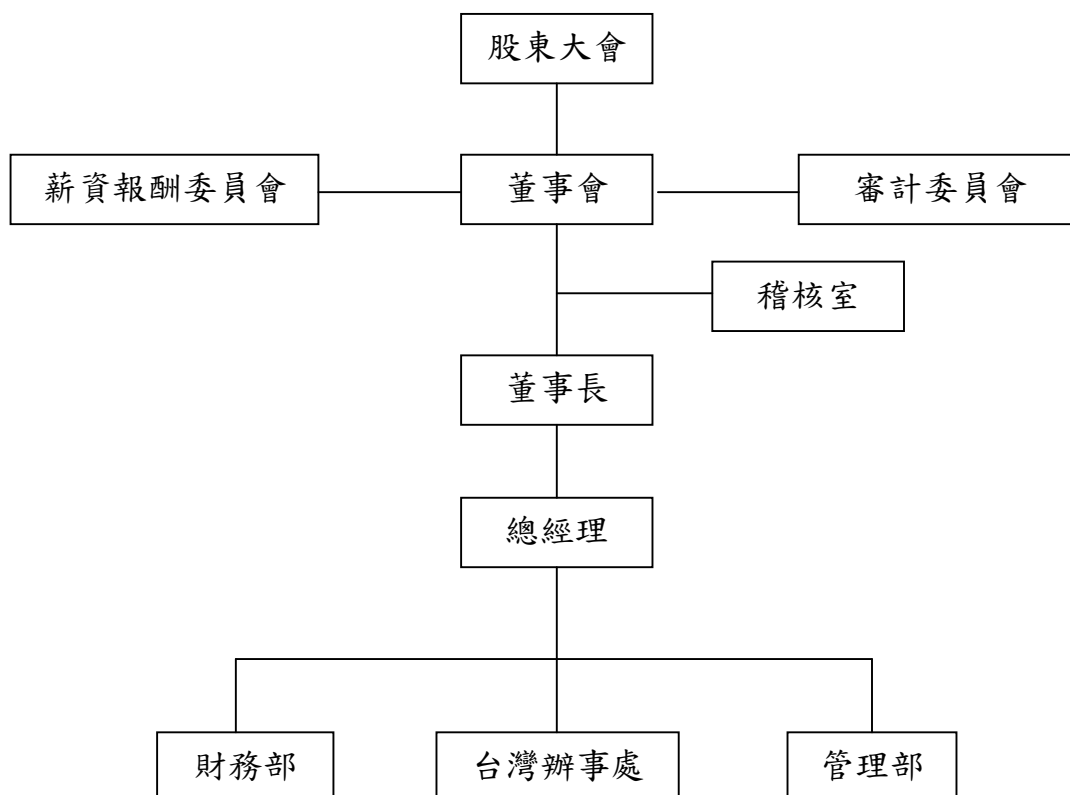 股東大會
薪資報酬委員會
董事會
審計委員會
稽核室
董事長
總經理
財務部
台灣辦事處
管理部